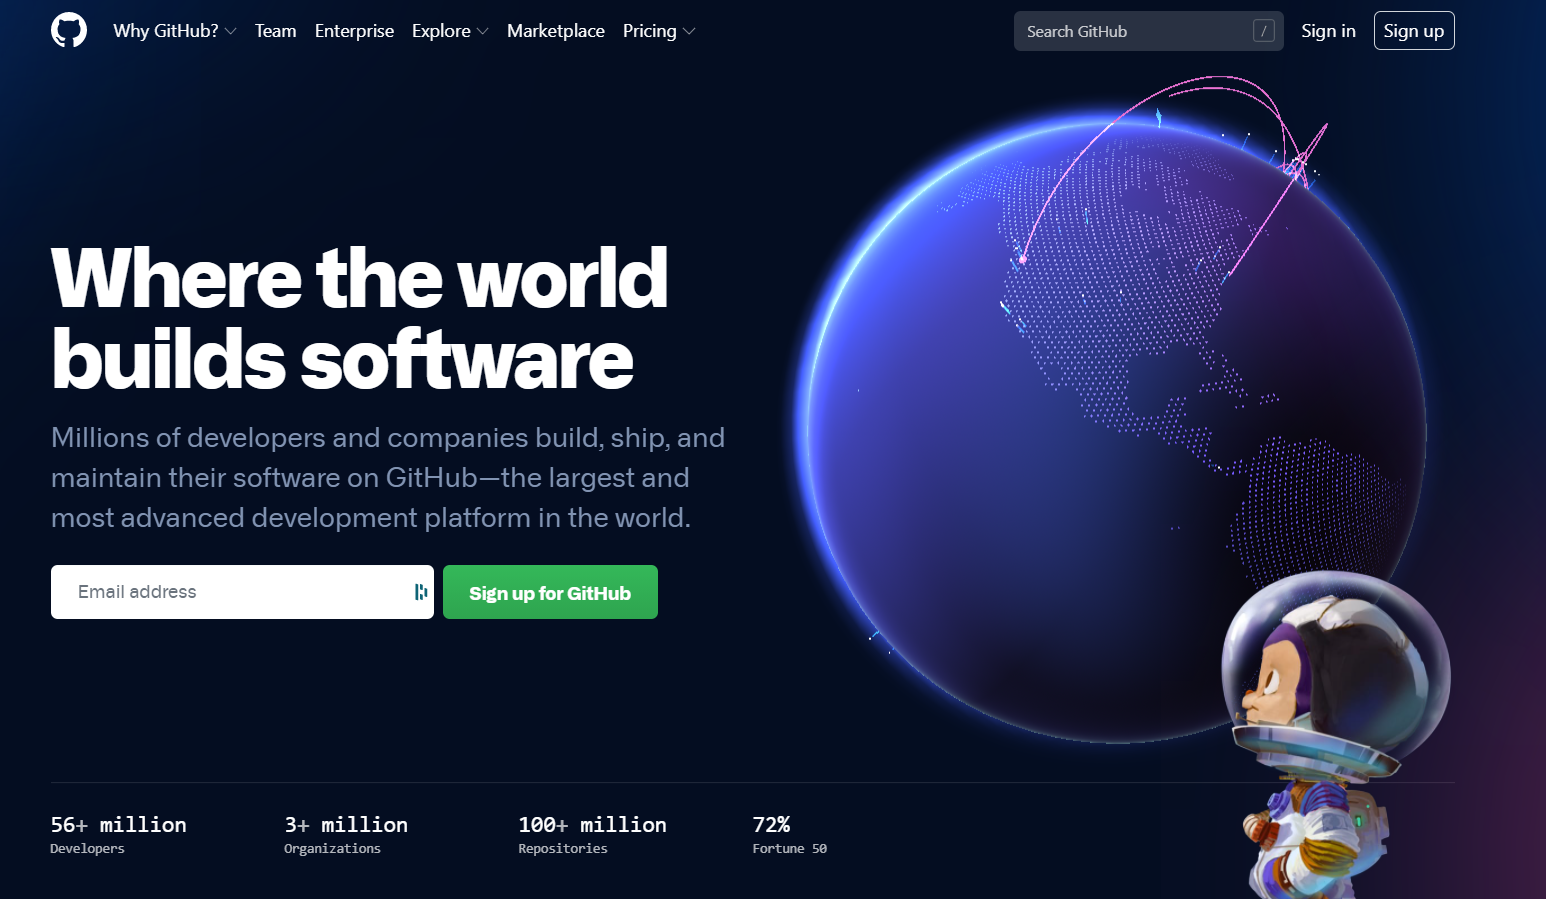 Why GitHub? Team Enterprise Explore Marketplace Pricing Search GitHub / Sign in Sign up
Where the world
builds software
Millions of developers and companies build, ship, and
maintain their software on GitHub—the largest and
most advanced development platform in the world.
Email address Sign up for GitHub
56+ million 3+ million 100+ million 72%
Developers Organizations Repositories Fortune 50